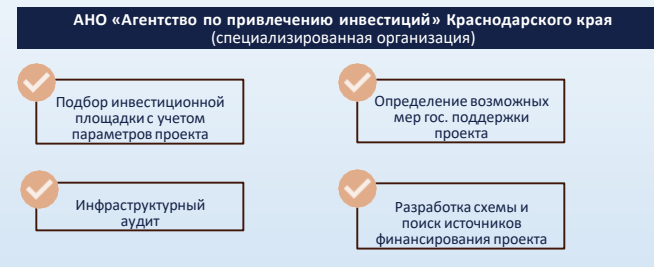 АНО «Агентство по привлечению инвестиций» Краснодарского края
(специализированная организация)
Подбор инвестиционной
площадки с учетом
параметров проекта
Определение возможных
мер гос. поддержки
проекта
Инфраструктурный
аудит
Разработка схемы и
поиск источников
финансирования проекта